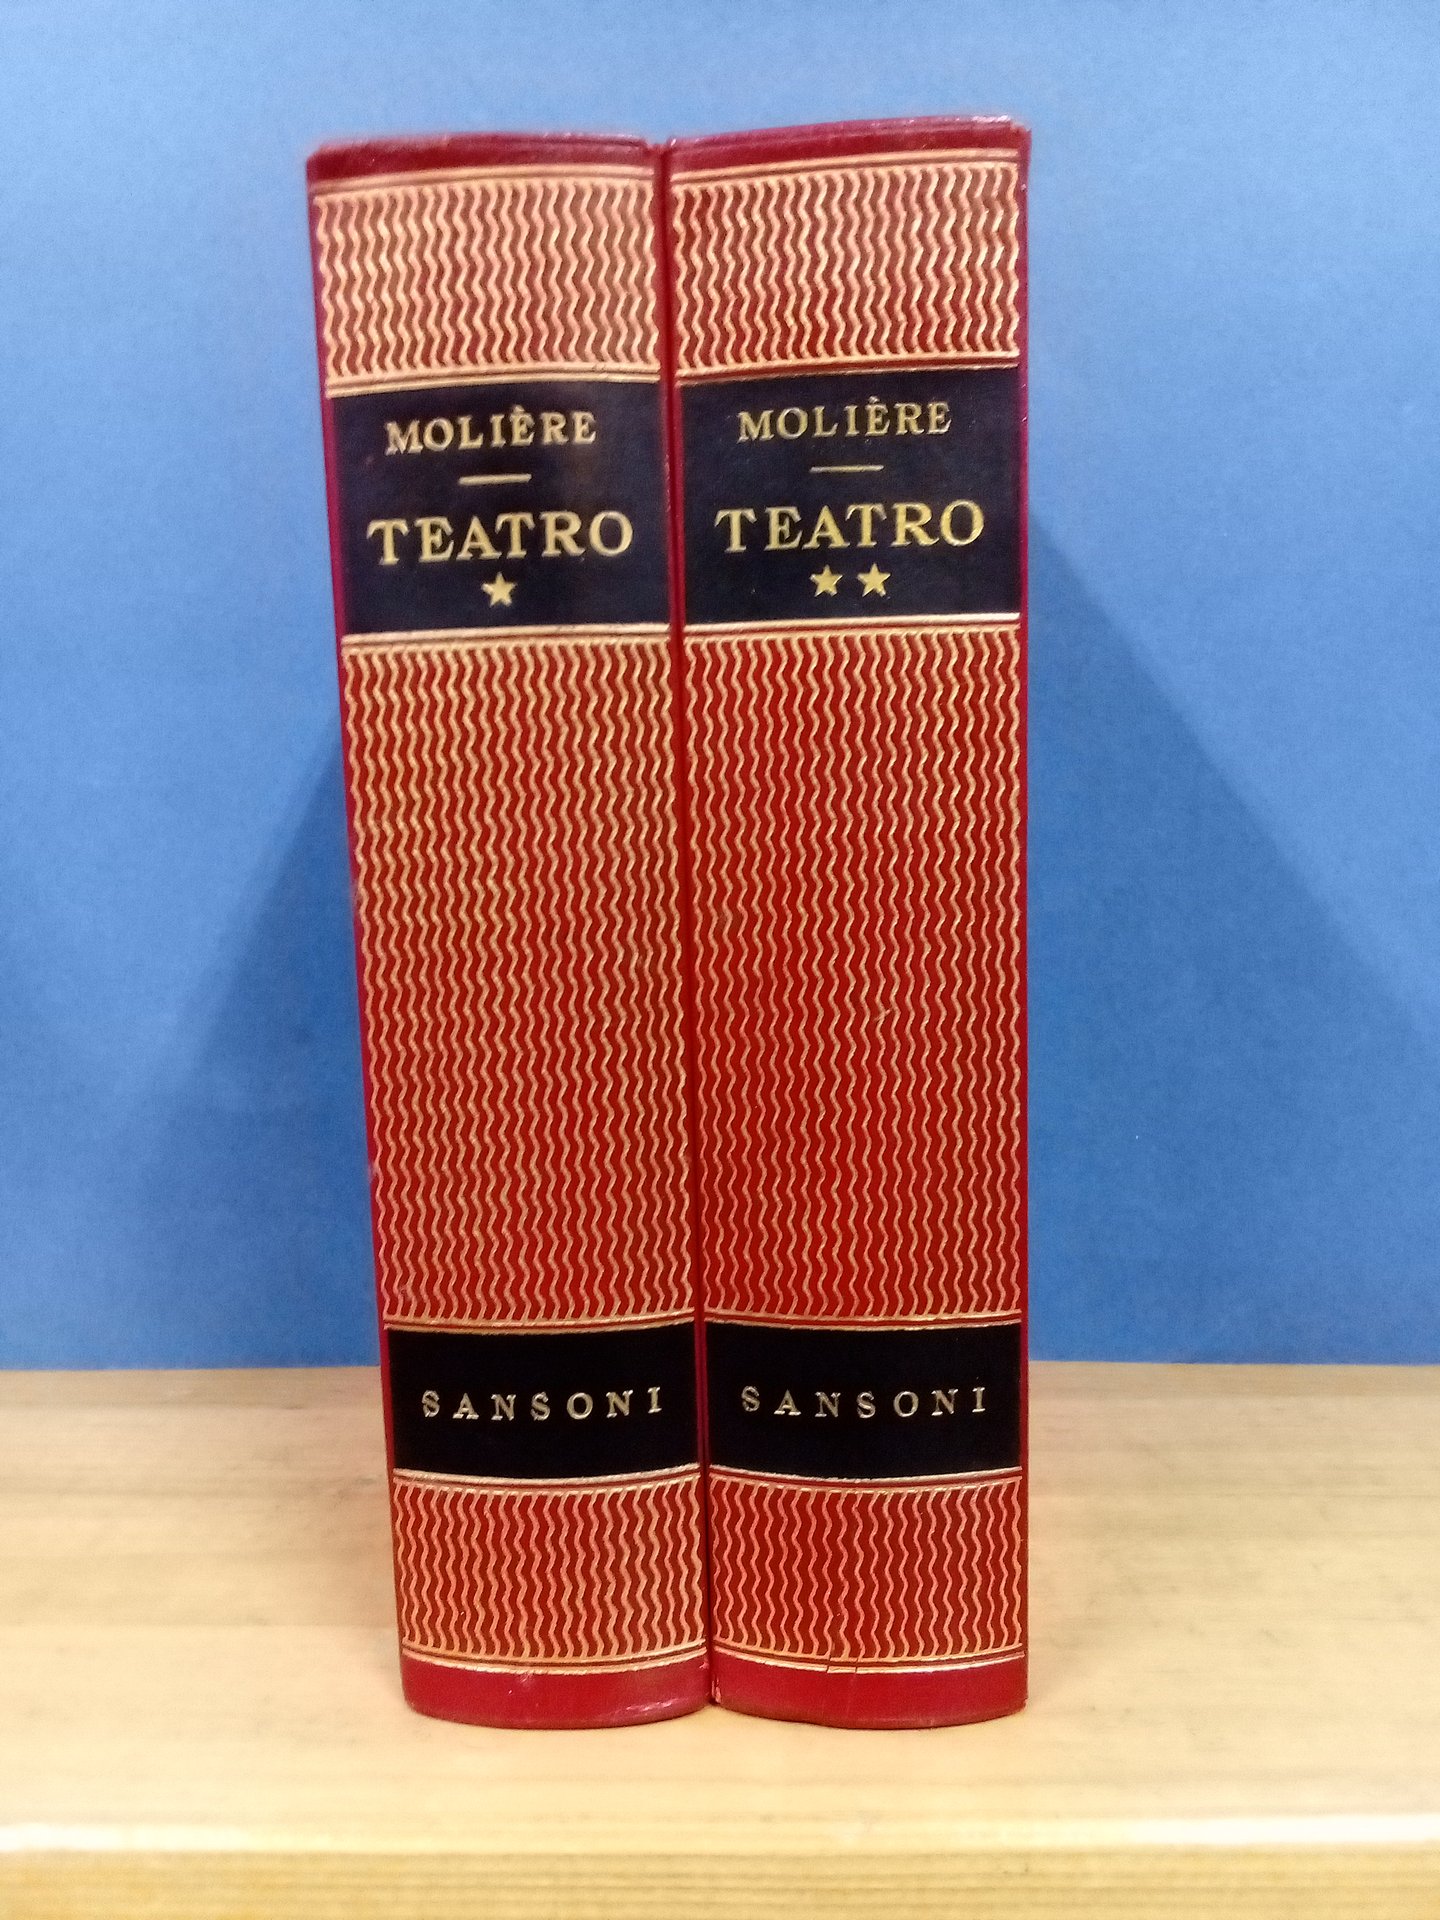 MOLIÈRE
TEATRO
★
SANSONI
MOLIÈRE
TEATRO
★★
SANSONI